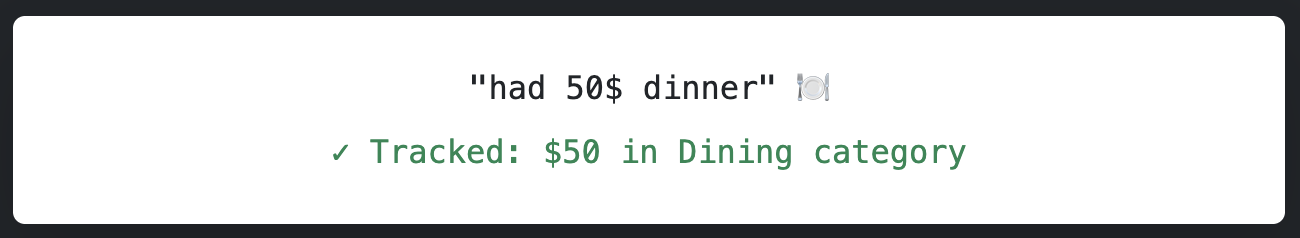 "had 50$ dinner" 🍽️
✓ Tracked: $50 in Dining category